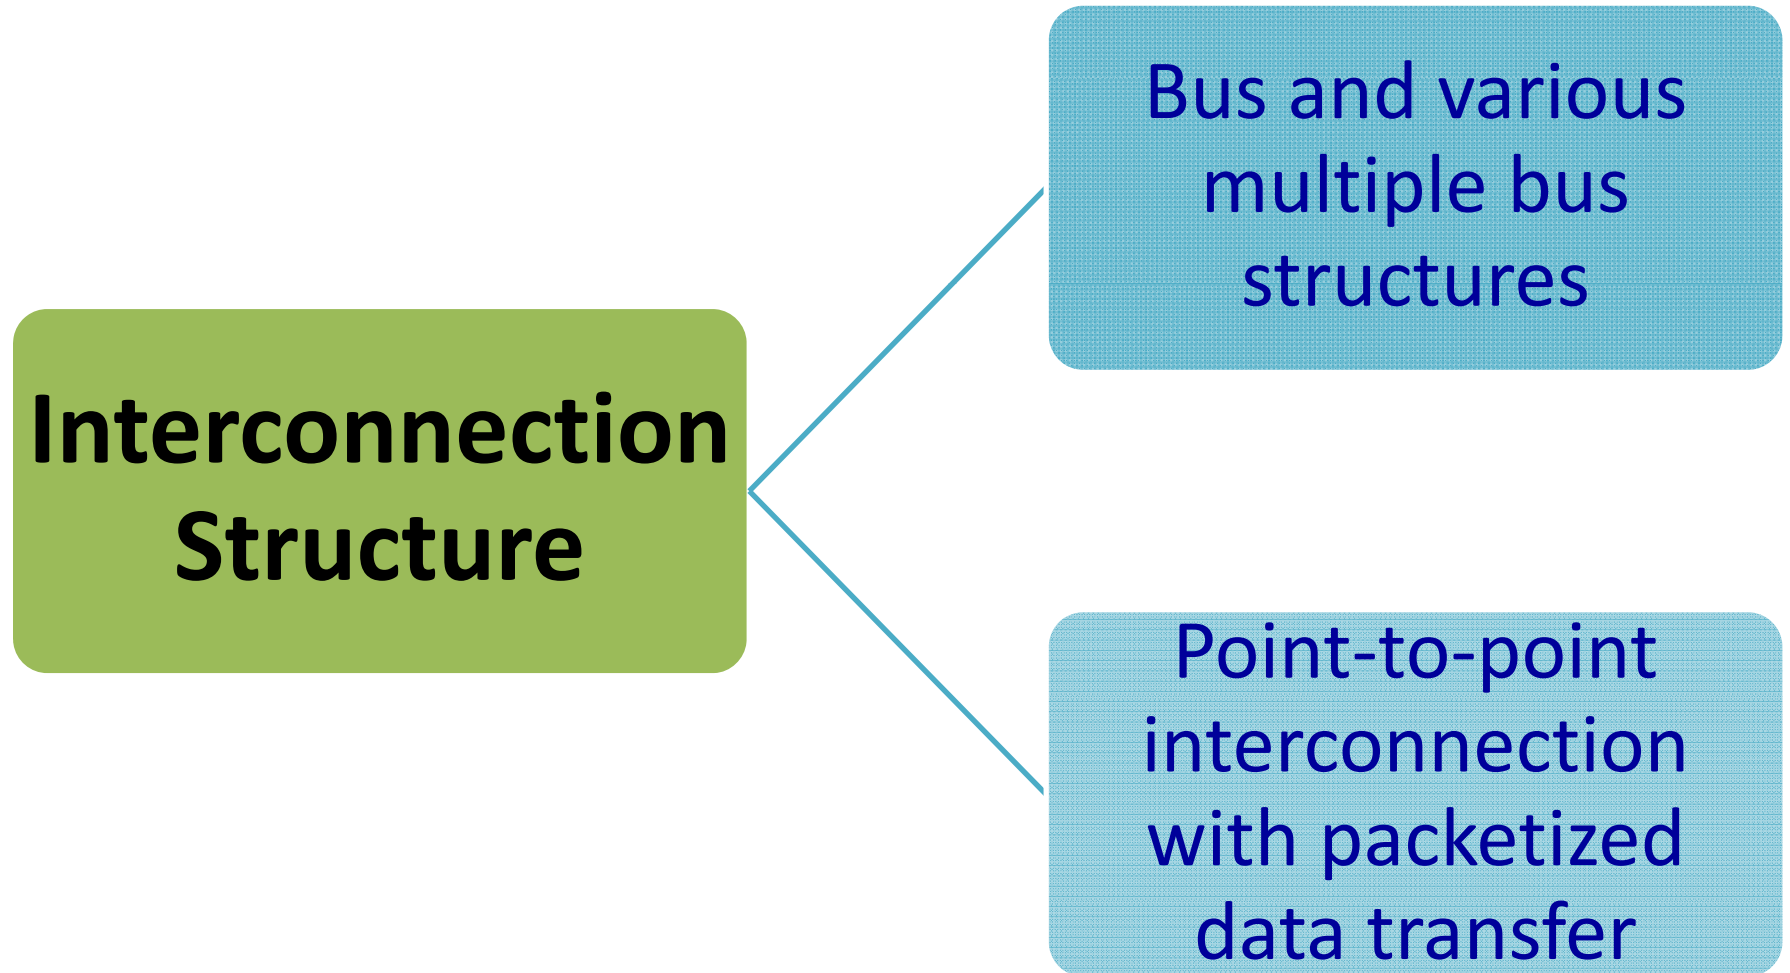 Interconnection
Structure
Bus and various
multiple bus
structures
Point-to-point
interconnection
with packetized
data transfer